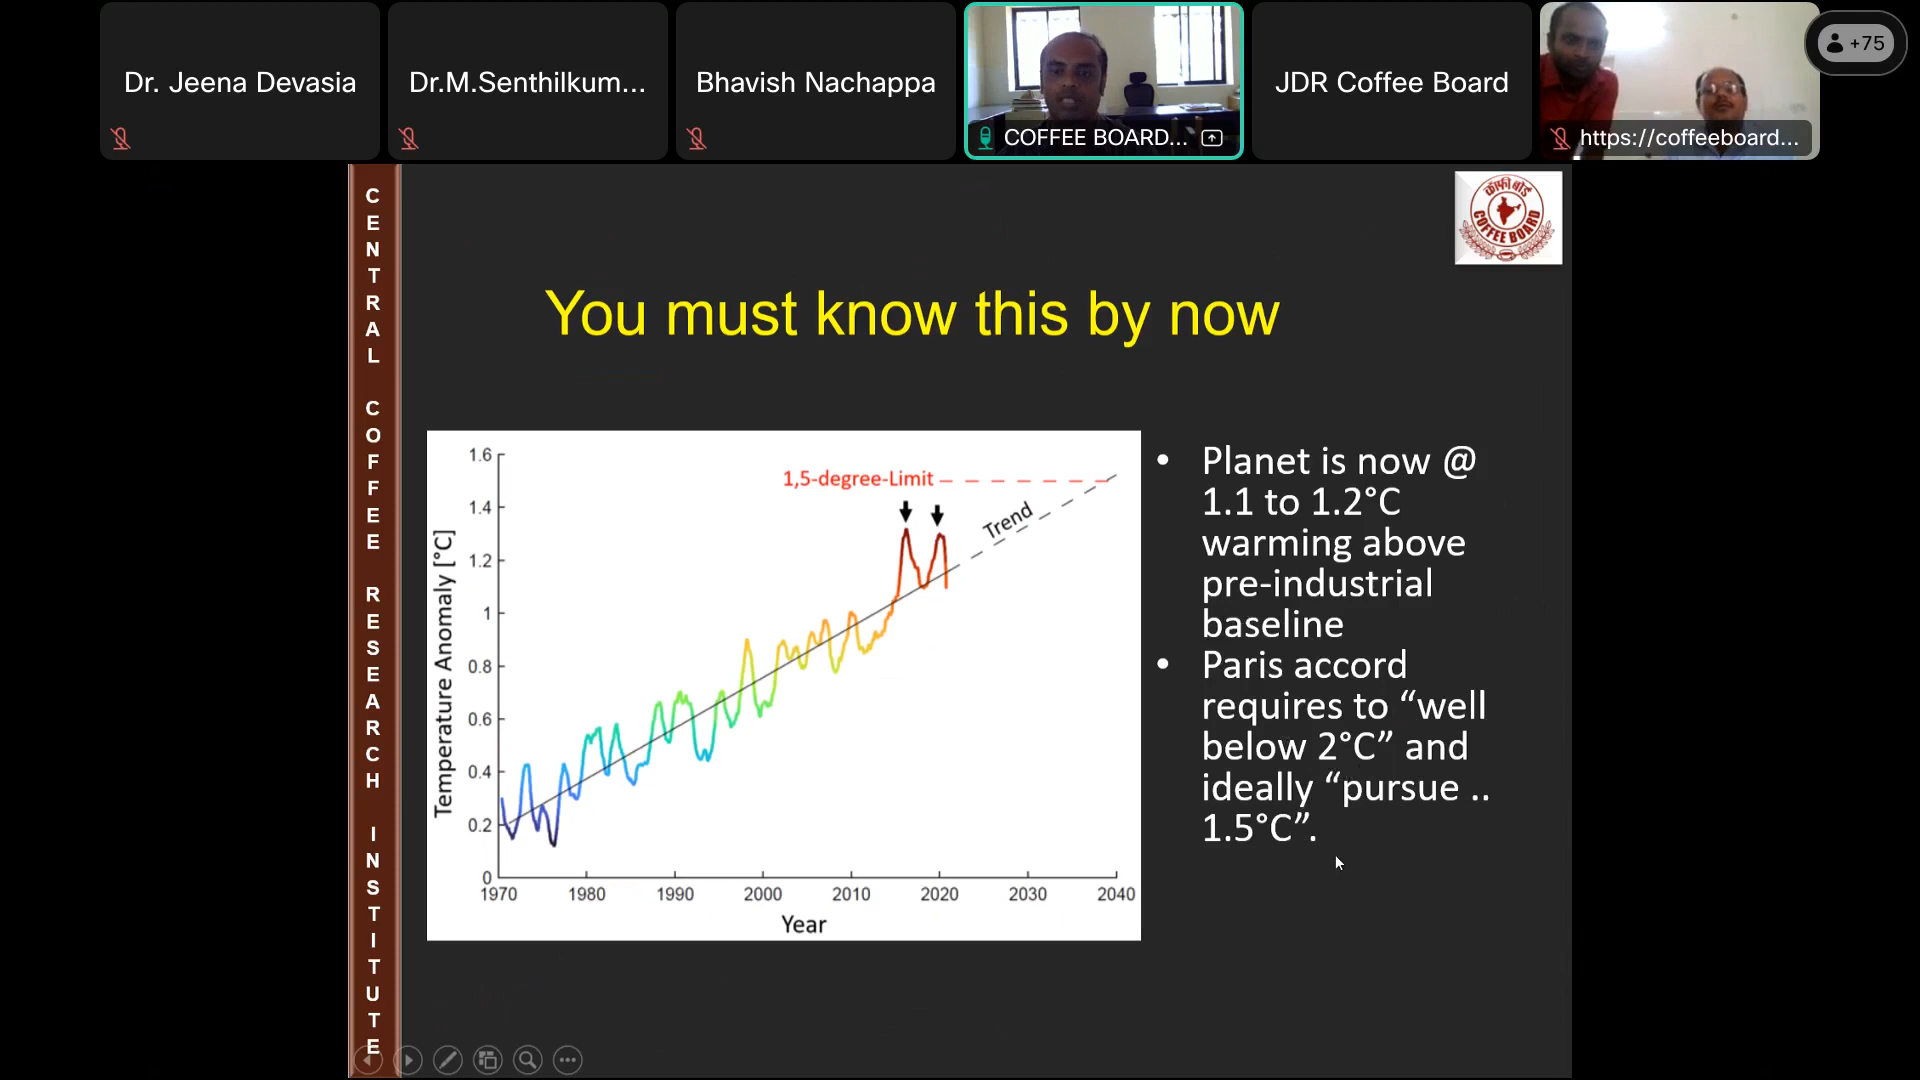 Dr. Jeena Devasia
Dr.M.Senthilkum...
Bhavish Nachappa
COFFEE BOARD...
JDR Coffee Board
https://coffeeboard...
+75
CENTRAL COFFEE RESEARCH INSTITUTE
कॉफ़ी बोर्ड
COFFEE BOARD
You must know this by now
1.6
1.4
1.2
1
0.8
0.6
0.4
0.2
0
Temperature Anomaly [°C]
1,5-degree-Limit
Trend
1970 1980 1990 2000 2010 2020 2030 2040
Year
• Planet is now @
1.1 to 1.2°C
warming above
pre-industrial
baseline
• Paris accord
requires to “well
below 2°C” and
ideally “pursue ..
1.5°C”.